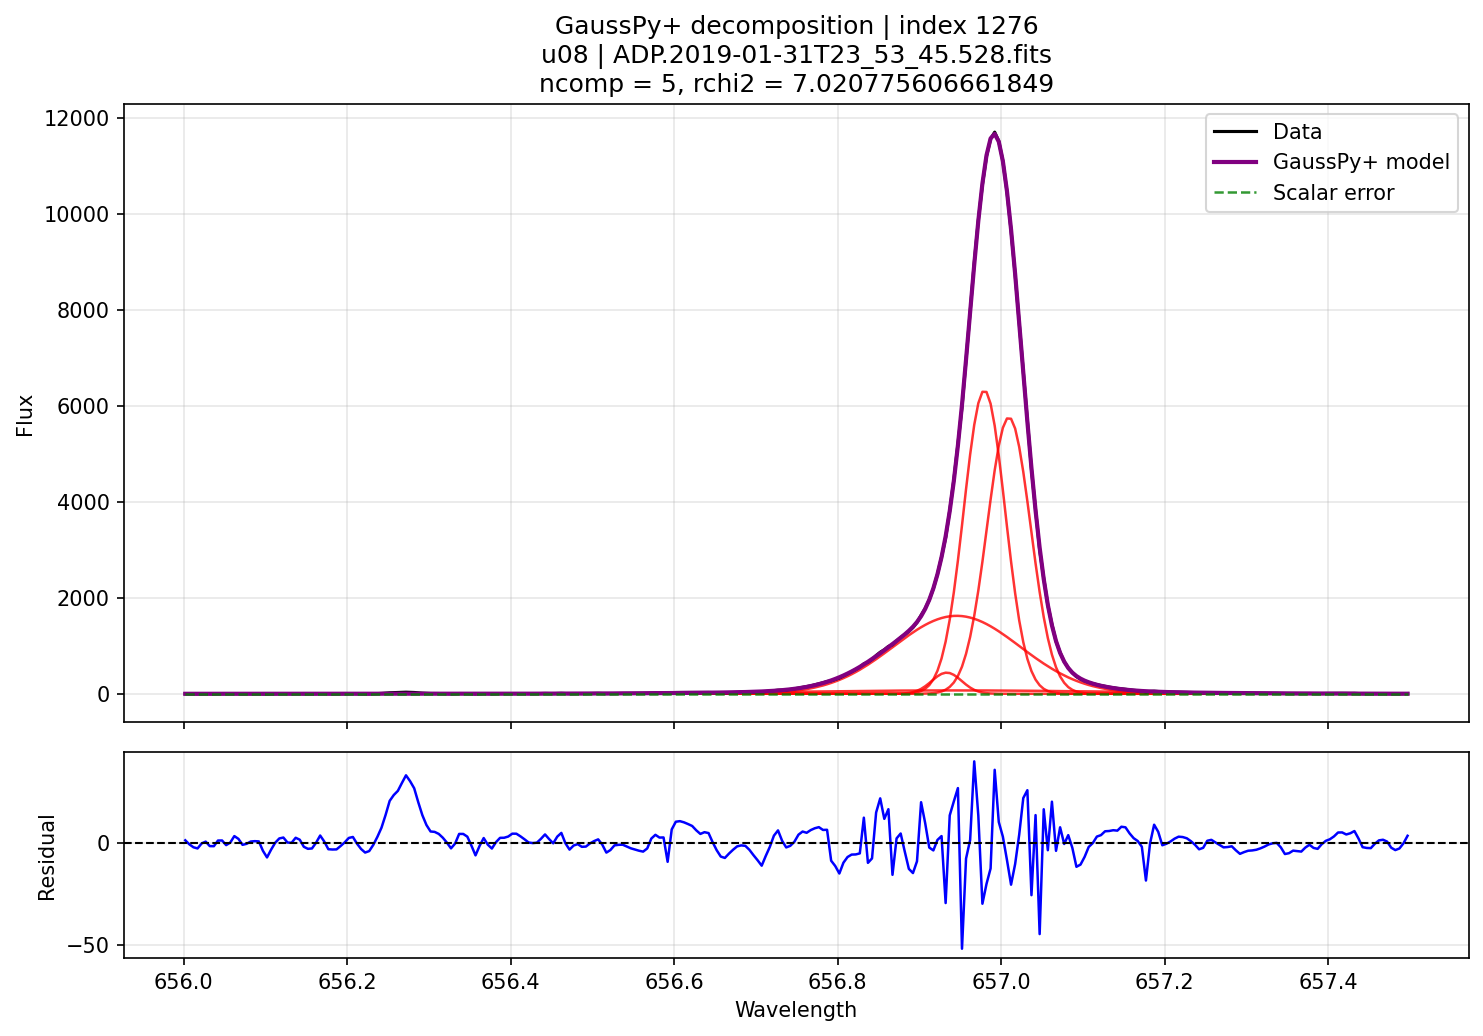 GaussPy+ decomposition | index 1276
u08 | ADP.2019-01-31T23_53_45.528.fits
ncomp = 5, rchi2 = 7.020775606661849
Data
GaussPy+ model
Scalar error
12000
10000
8000
6000
4000
2000
0
Flux
0
−50
Residual
656.0
656.2
656.4
656.6
656.8
657.0
657.2
657.4
Wavelength